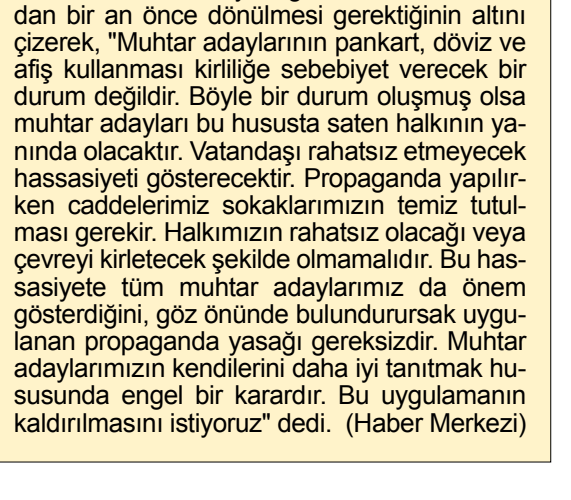 dan bir an önce dönülmesi gerektiğinin altını
çizerek, "Muhtar adaylarının pankart, döviz ve
afiş kullanması kirliliğe sebebiyet verecek bir
durum değildir. Böyle bir durum oluşmuş olsa
muhtar adayları bu hususta saten halkının ya-
nında olacaktır. Vatandaşı rahatsız etmeyecek
hassasiyeti gösterecektir. Propaganda yapılır-
ken caddelerimiz sokaklarımızın temiz tutul-
ması gerekir. Halkımızın rahatsız olacağı veya
çevreyi kirletecek şekilde olmamalıdır. Bu has-
sasiyete tüm muhtar adaylarımız da önem
gösterdiğini, göz önünde bulundurursak uygu-
lanan propaganda yasağı gereksizdir. Muhtar
adaylarımızın kendilerini daha iyi tanıtmak hu-
susunda engel bir karardır. Bu uygulamanın
kaldırılmasını istiyoruz" dedi. (Haber Merkezi)